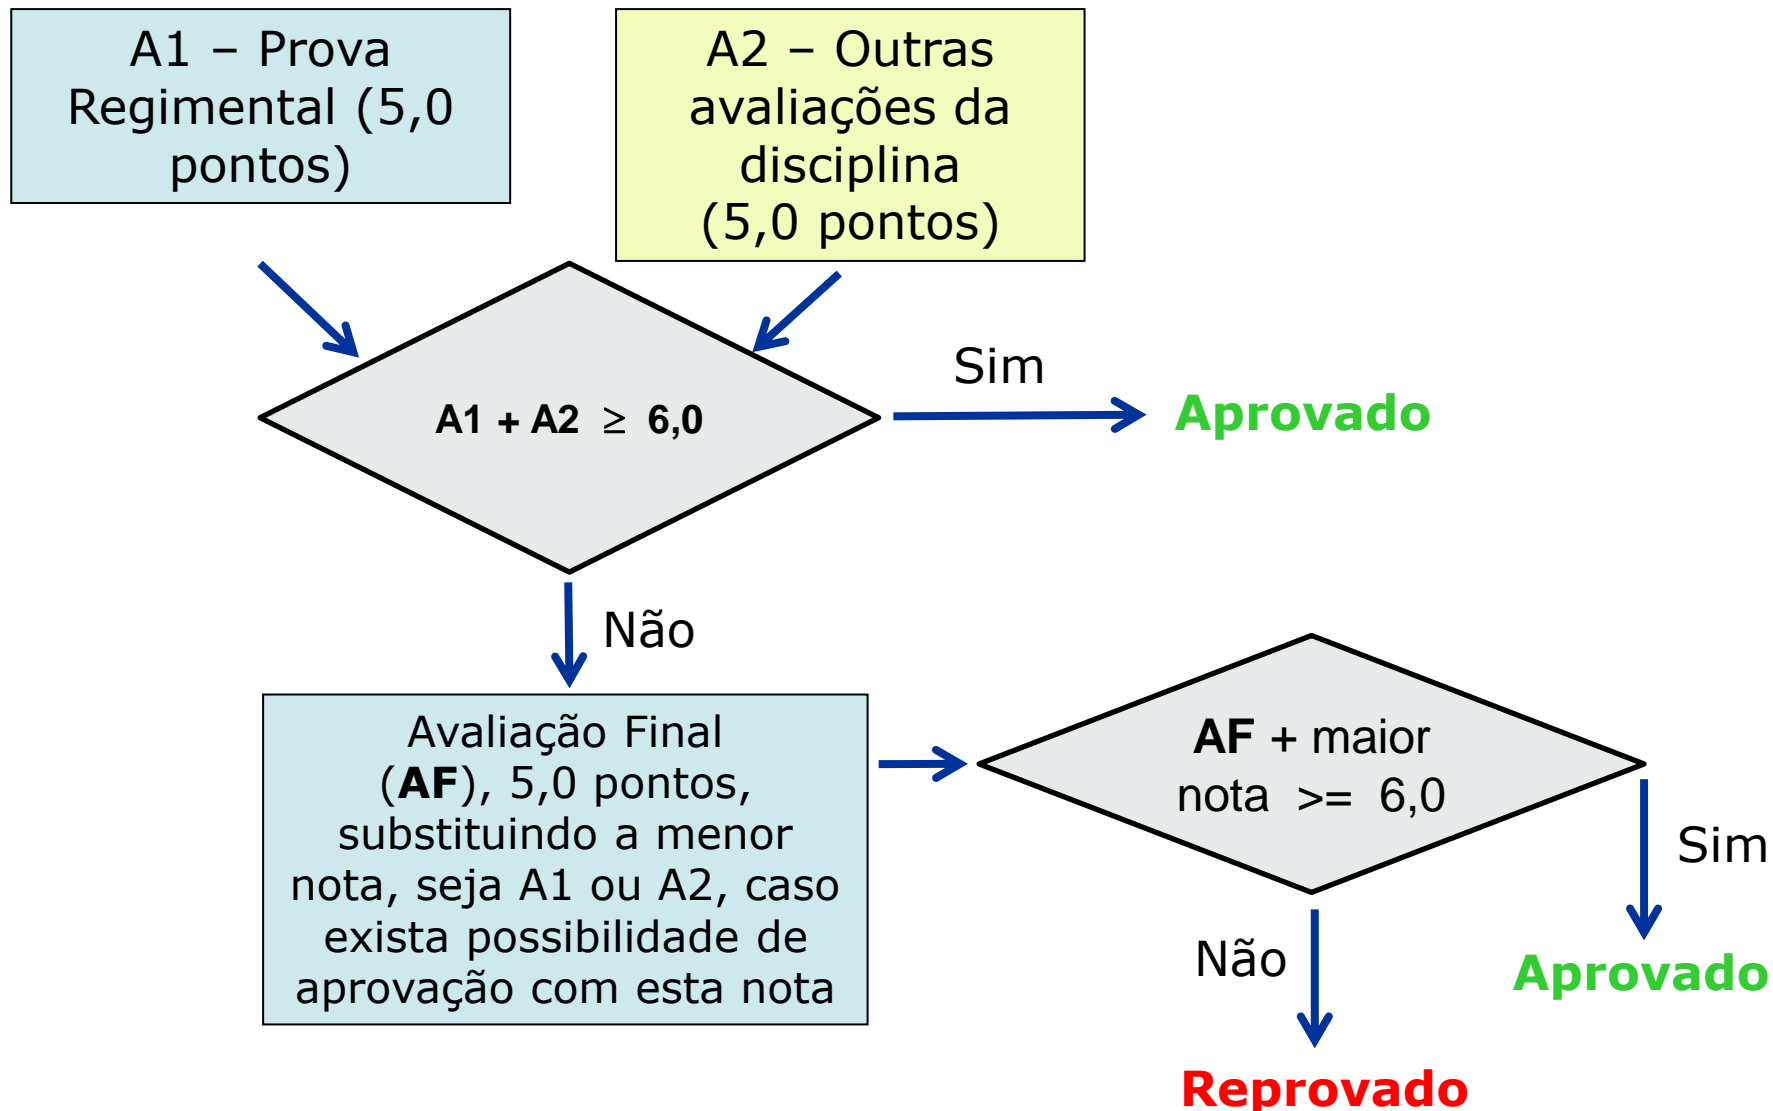 A1 – Prova
Regimental (5,0
pontos)
A2 – Outras
avaliações da
disciplina
(5,0 pontos)
A1 + A2 ≥ 6,0
Sim
Aprovado
Não
Avaliação Final
(AF), 5,0 pontos,
substituindo a menor
nota, seja A1 ou A2, caso
exista possibilidade de
aprovação com esta nota
AF + maior
nota >= 6,0
Sim
Aprovado
Não
Reprovado